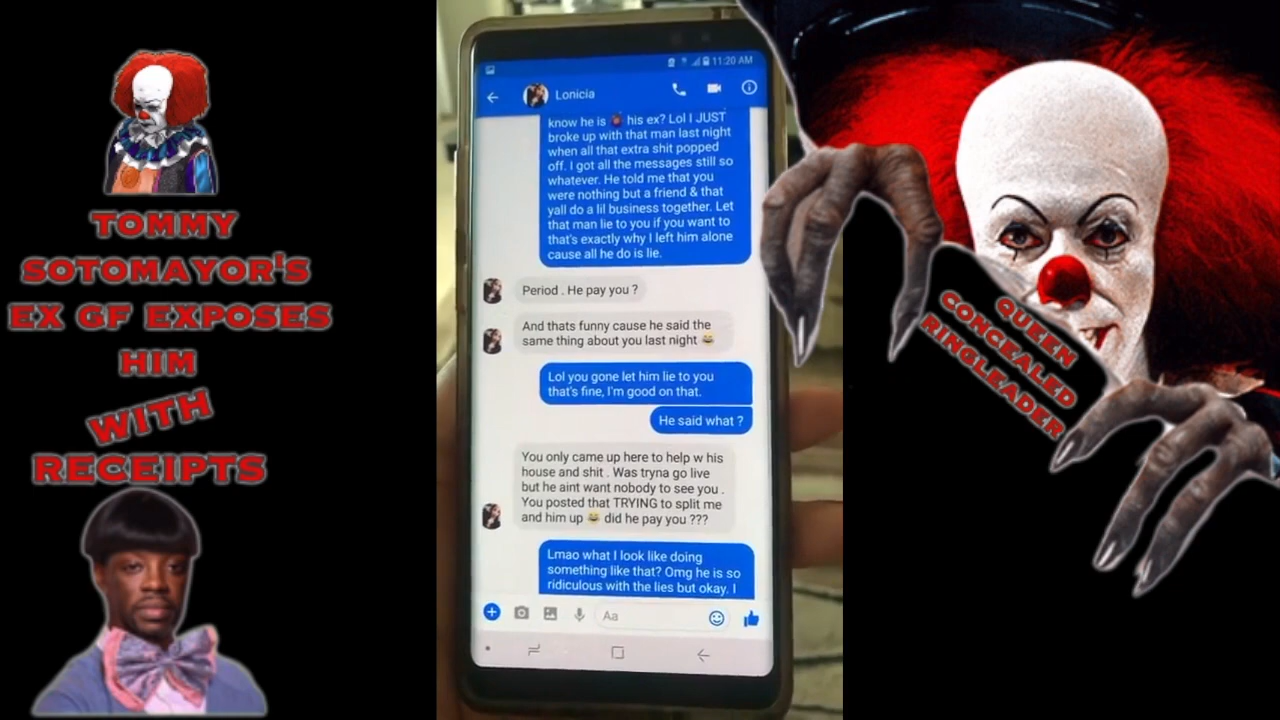 TOMMY
SOTOMAYOR'S
EX GF EXPOSES
HIM
WITH
RECEIPTS
11:20 AM
Lonicia
know he is his ex? Lol I JUST
broke up with that man last night
when all that extra shit popped
off. I got all the messages still so
whatever. He told me that you
were nothing but a friend & that
yall do a lil business together. Let
that man lie to you if you want to
that's exactly why I left him alone
cause all he do is lie.
Period . He pay you ?
And thats funny cause he said the
same thing about you last night 😂
Lol you gone let him lie to you
that's fine, I'm good on that.
He said what ?
You only came up here to help w his
house and shit . Was tryna go live
but he aint want nobody to see you .
You posted that TRYING to split me
and him up 😂 did he pay you ???
Lmao what I look like doing
something like that? Omg he is so
ridiculous with the lies but okay. I
Aa
QUEEN
CONCEALED
RINGLEADER